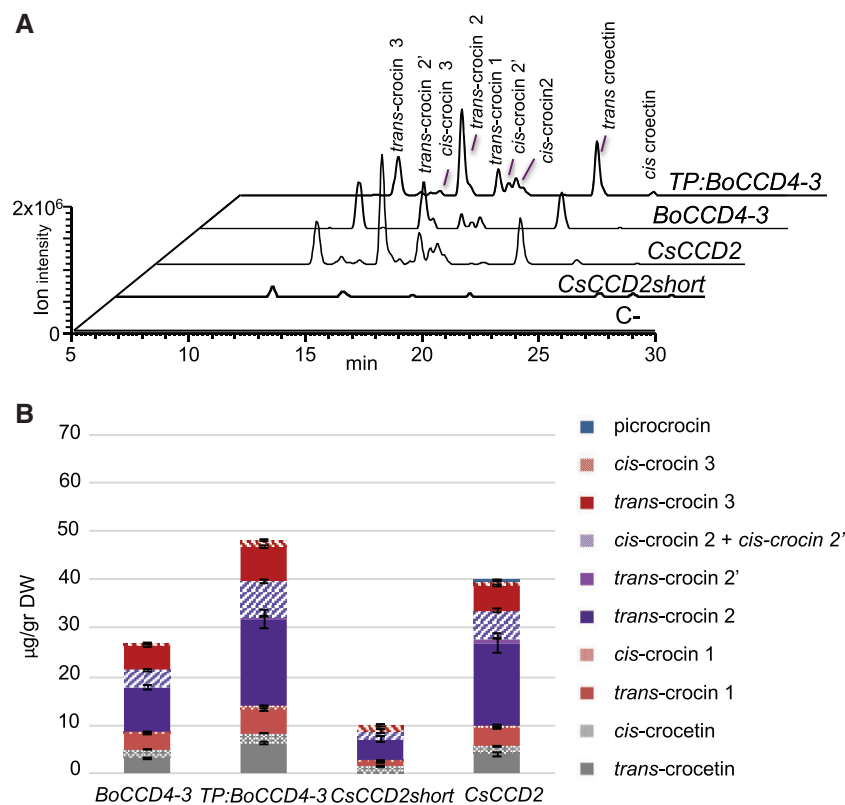 A
trans-crocin 3
trans-crocin 2'
cis-crocin 3
trans-crocin 2
trans-crocin 1
cis-crocin 2'
cis-crocin2
trans croectin
cis croectin
TP:BoCCD4-3
BoCCD4-3
CsCCD2
CsCCD2short
C-
2x10⁶
Ion intensity
0
5 10 15 20 25 30
min
B
µg/gr DW
70
60
50
40
30
20
10
0
BoCCD4-3 TP:BoCCD4-3 CsCCD2short CsCCD2
picrocrocin
cis-crocin 3
trans-crocin 3
cis-crocin 2 + cis-crocin 2'
trans-crocin 2'
trans-crocin 2
cis-crocin 1
trans-crocin 1
cis-crocetin
trans-crocetin